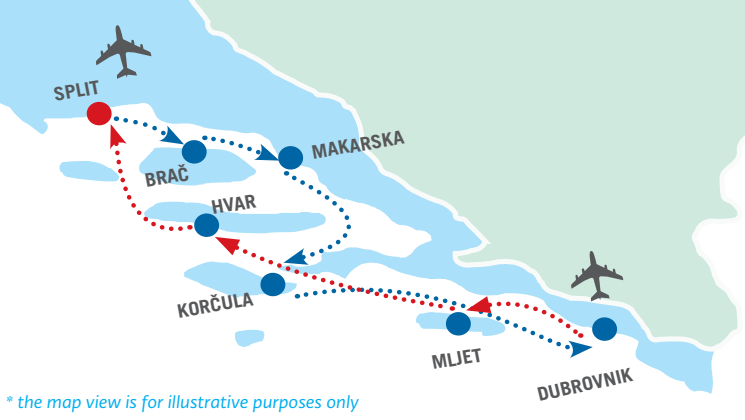 SPLIT
MAKARSKA
BRAČ
HVAR
KORČULA
MLJET
DUBROVNIK
* the map view is for illustrative purposes only